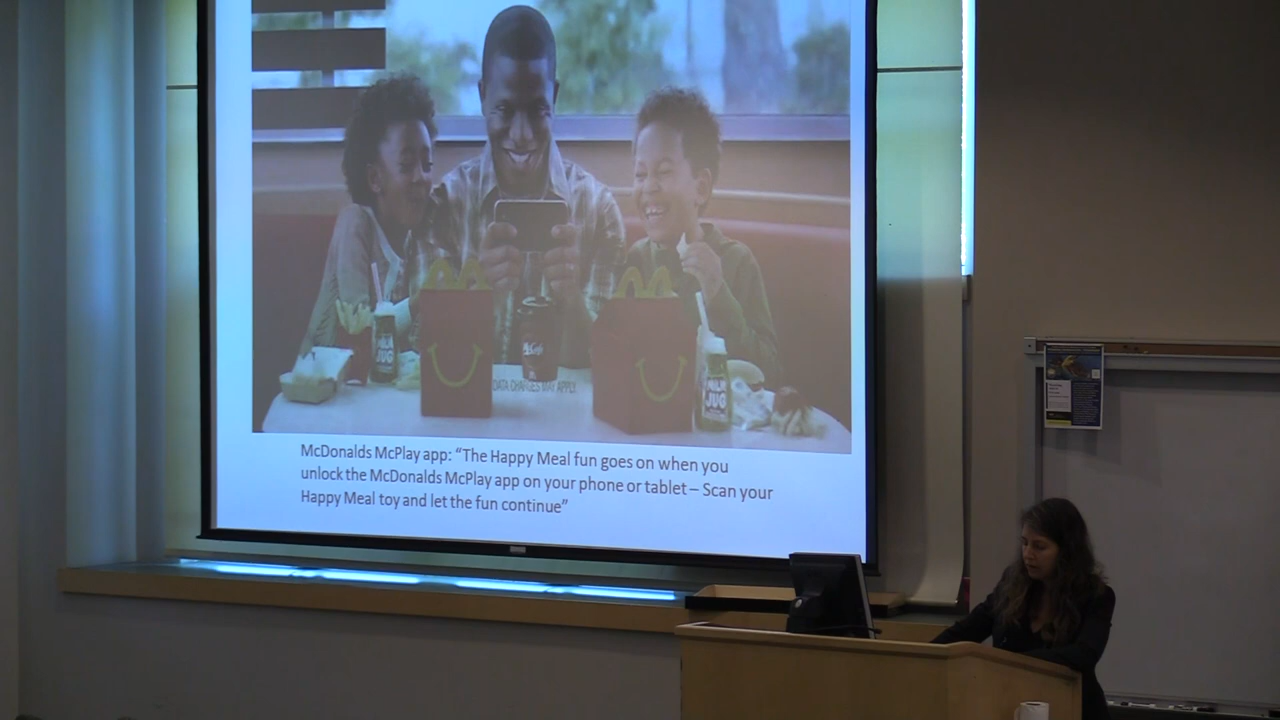 MILK
JUG
McCafé
DATA CHARGES MAY APPLY.
MILK
JUG
McDonalds McPlay app: “The Happy Meal fun goes on when you
unlock the McDonalds McPlay app on your phone or tablet – Scan your
Happy Meal toy and let the fun continue”